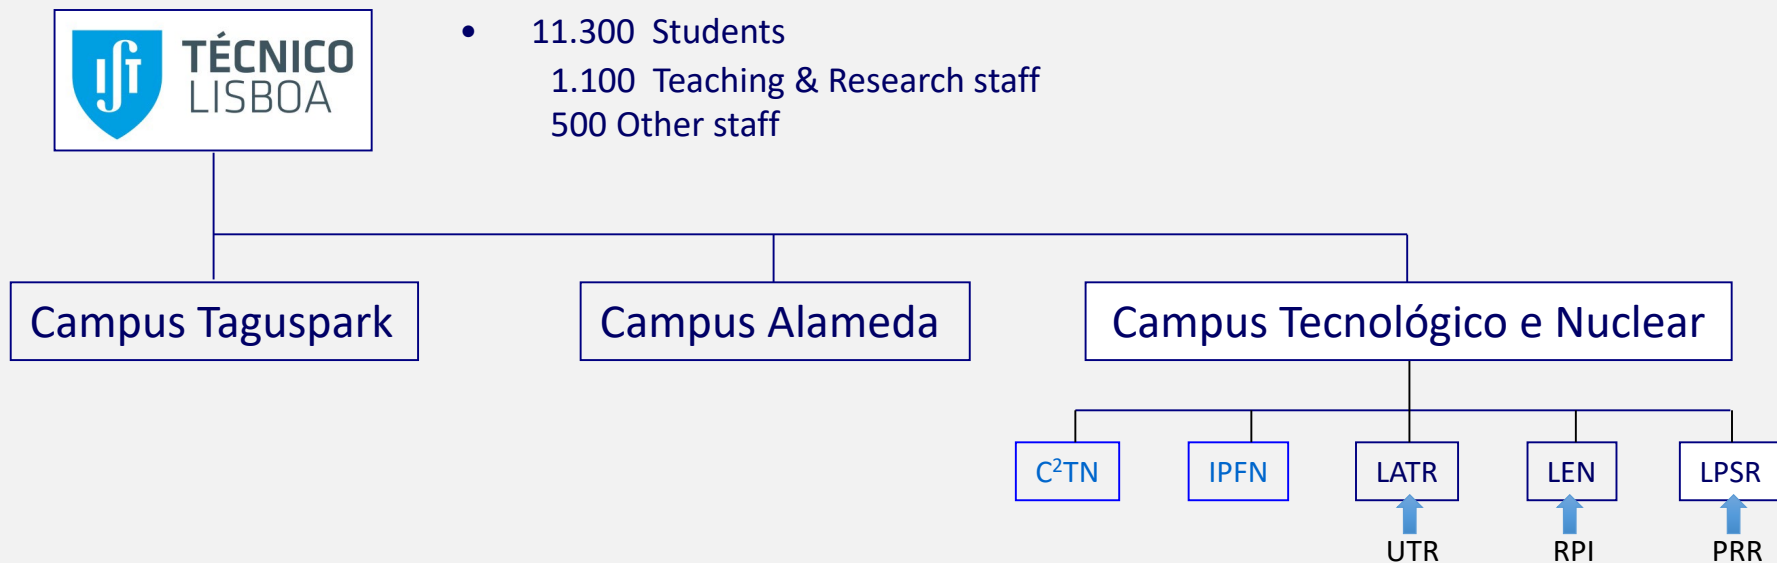 TÉCNICO
LISBOA
• 11.300 Students
1.100 Teaching & Research staff
500 Other staff
Campus Taguspark
Campus Alameda
Campus Tecnológico e Nuclear
C²TN
IPFN
LATR
LEN
LPSR
UTR
RPI
PRR